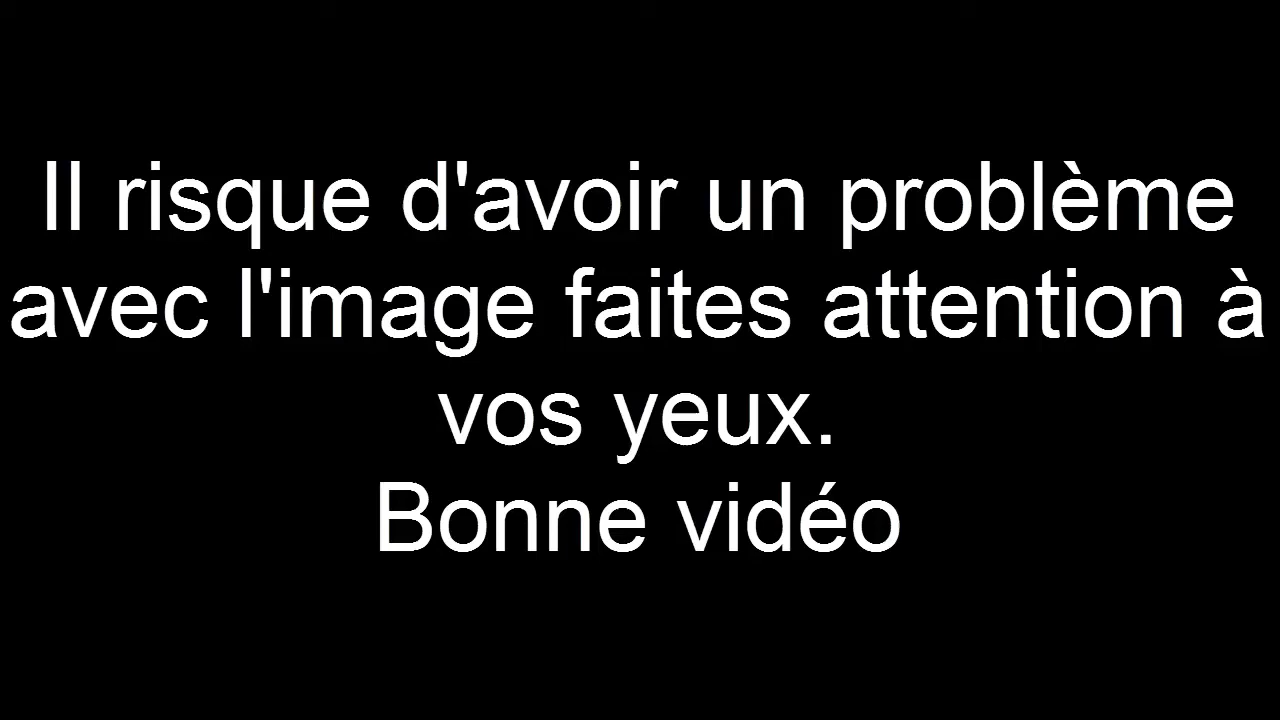 Il risque d'avoir un problème
avec l'image faites attention à
vos yeux.
Bonne vidéo